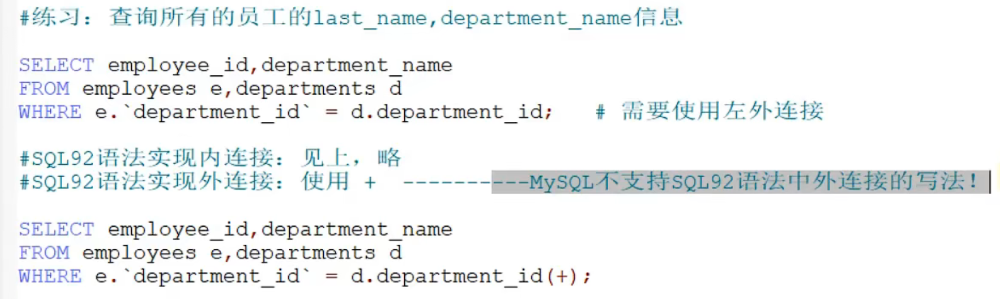 #练习：查询所有的员工的last_name,department_name信息
SELECT employee_id,department_name
FROM employees e,departments d
WHERE e.`department_id` = d.department_id;   # 需要使用左外连接
#SQL92语法实现内连接：见上，略
#SQL92语法实现外连接：使用 +  ----------MySQL不支持SQL92语法中外连接的写法！
SELECT employee_id,department_name
FROM employees e,departments d
WHERE e.`department_id` = d.department_id(+);